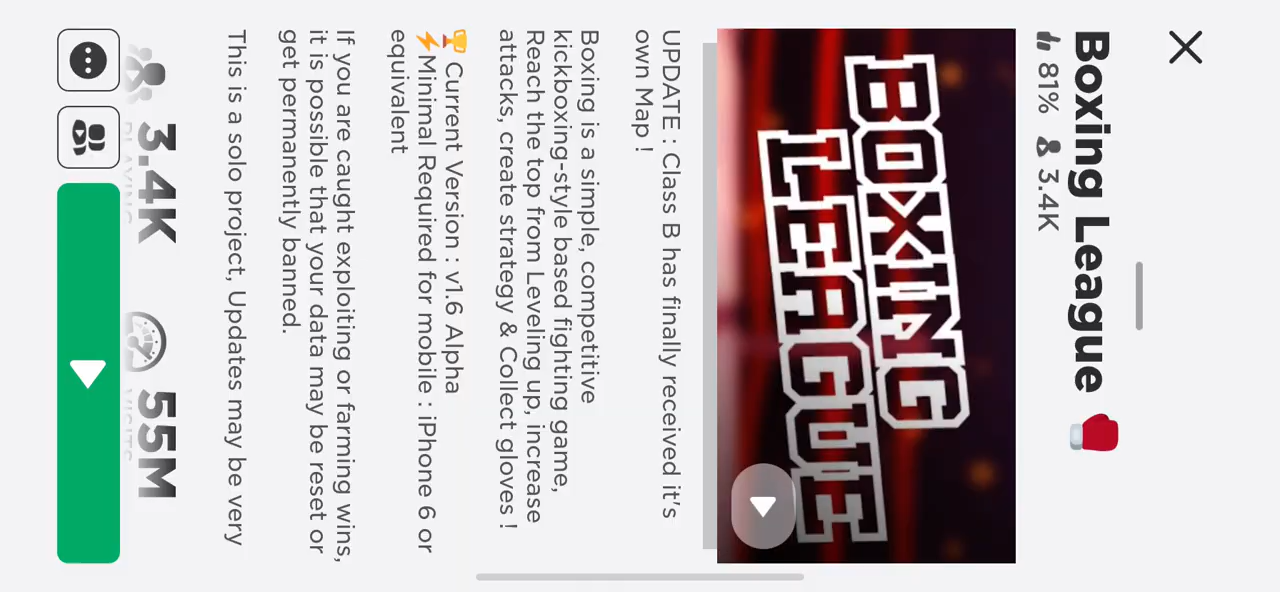 Boxing League 🥊
81% 3.4K
BOXING
LEAGUE
UPDATE : Class B has finally received it's
own Map !
Boxing is a simple, competitive
kickboxing-style based fighting game,
Reach the top from Leveling up, increase
attacks, create strategy & Collect gloves !
🏆 Current Version : v1.6 Alpha
⚡Minimal Required for mobile : iPhone 6 or
equivalent
If you are caught exploiting or farming wins,
it is possible that your data may be reset or
get permanently banned.
This is a solo project, Updates may be very
3.4K 55M
PLAYING VISITS